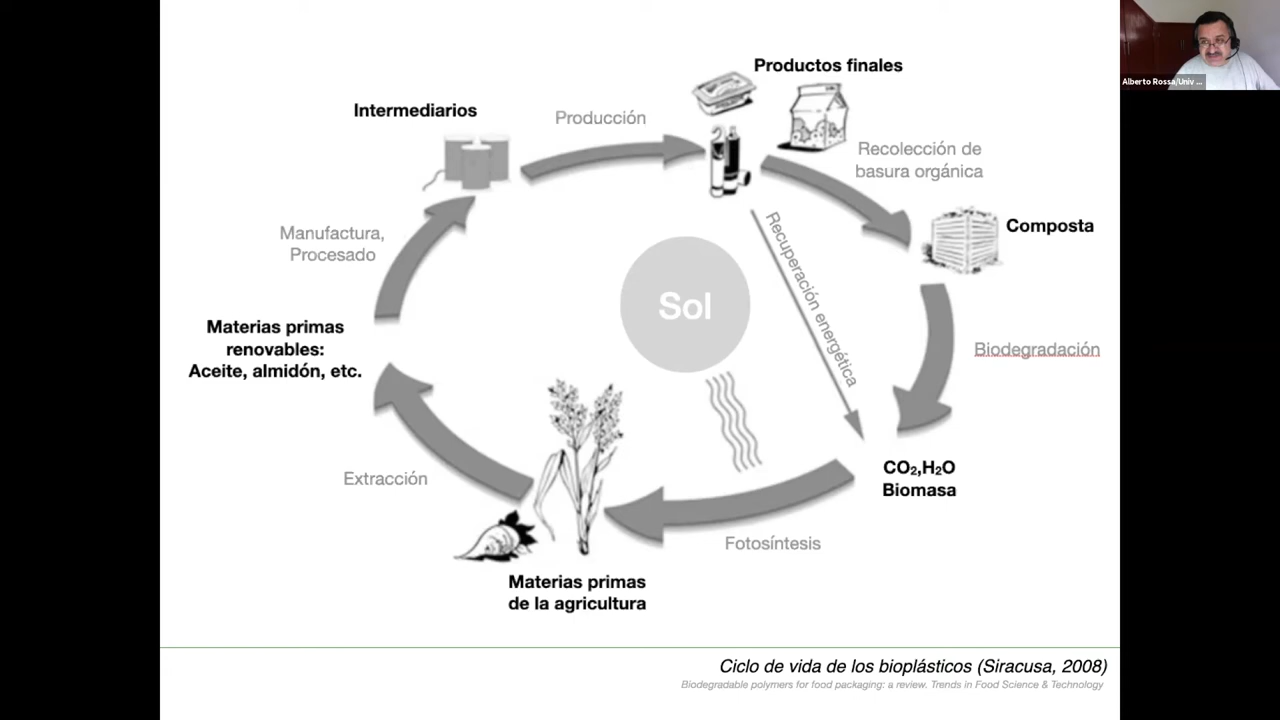 Alberto Rossa/Univ ...
Productos finales
Intermediarios
Producción
Recolección de
basura orgánica
Composta
Manufactura,
Procesado
Recuperación energética
Sol
Materias primas
renovables:
Aceite, almidón, etc.
Biodegradación
Extracción
CO₂,H₂O
Biomasa
Fotosíntesis
Materias primas
de la agricultura
Ciclo de vida de los bioplásticos (Siracusa, 2008)
Biodegradable polymers for food packaging: a review. Trends in Food Science & Technology